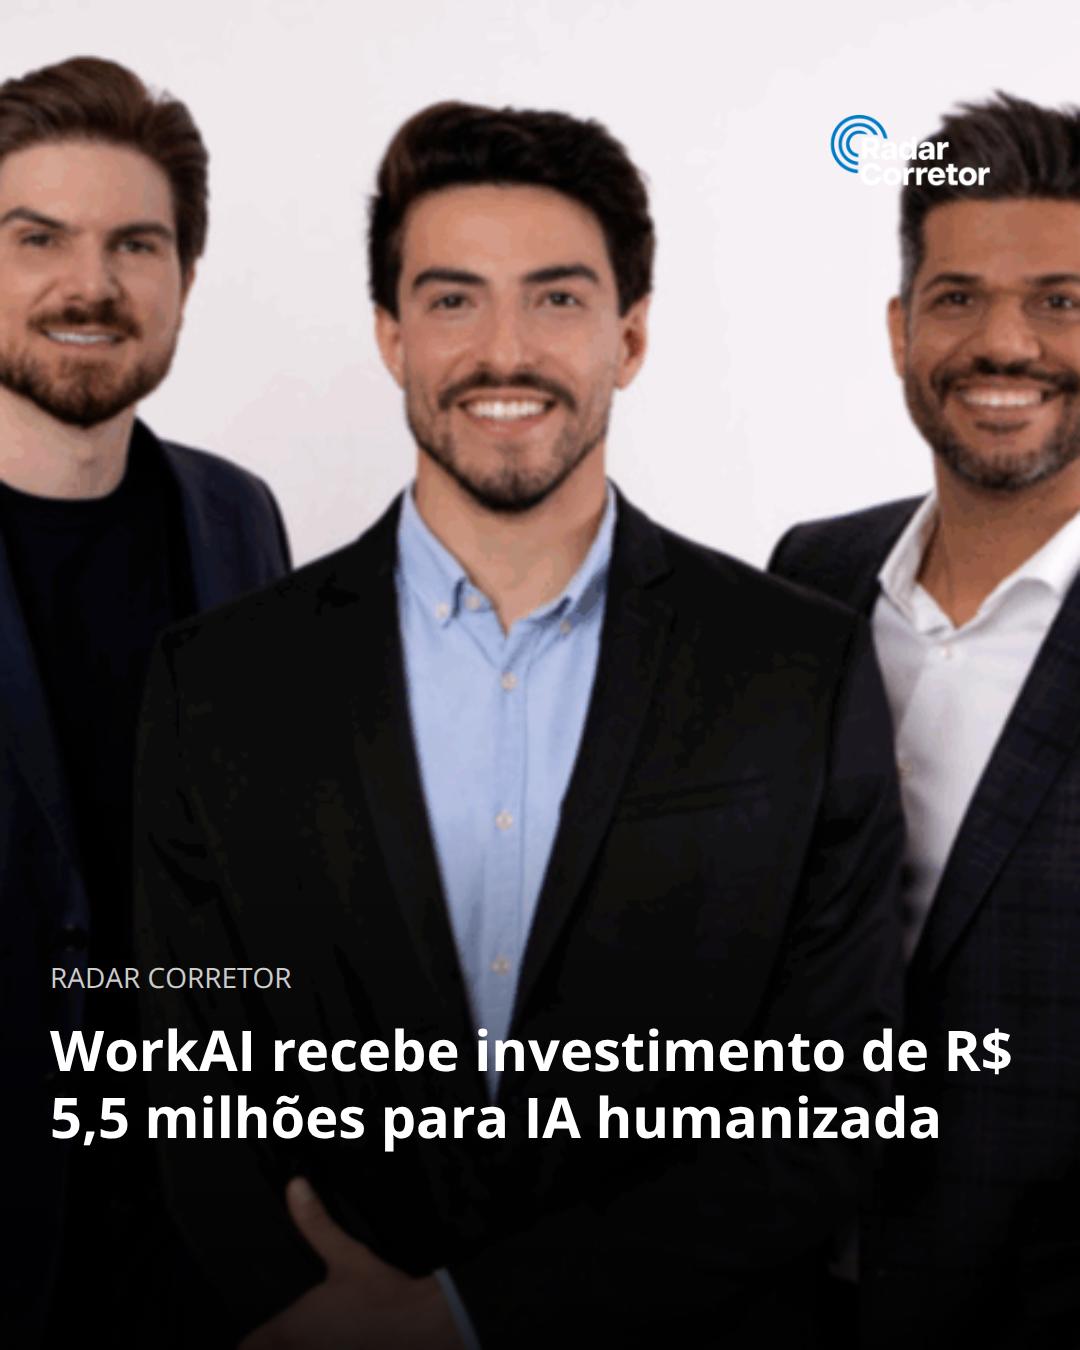 Radar
Corretor
RADAR CORRETOR
WorkAI recebe investimento de R$
5,5 milhões para IA humanizada